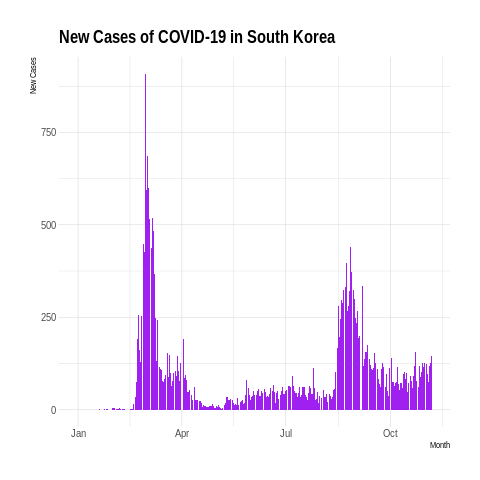 New Cases of COVID-19 in South Korea
New Cases
750
500
250
0
Jan Apr Jul Oct
Month